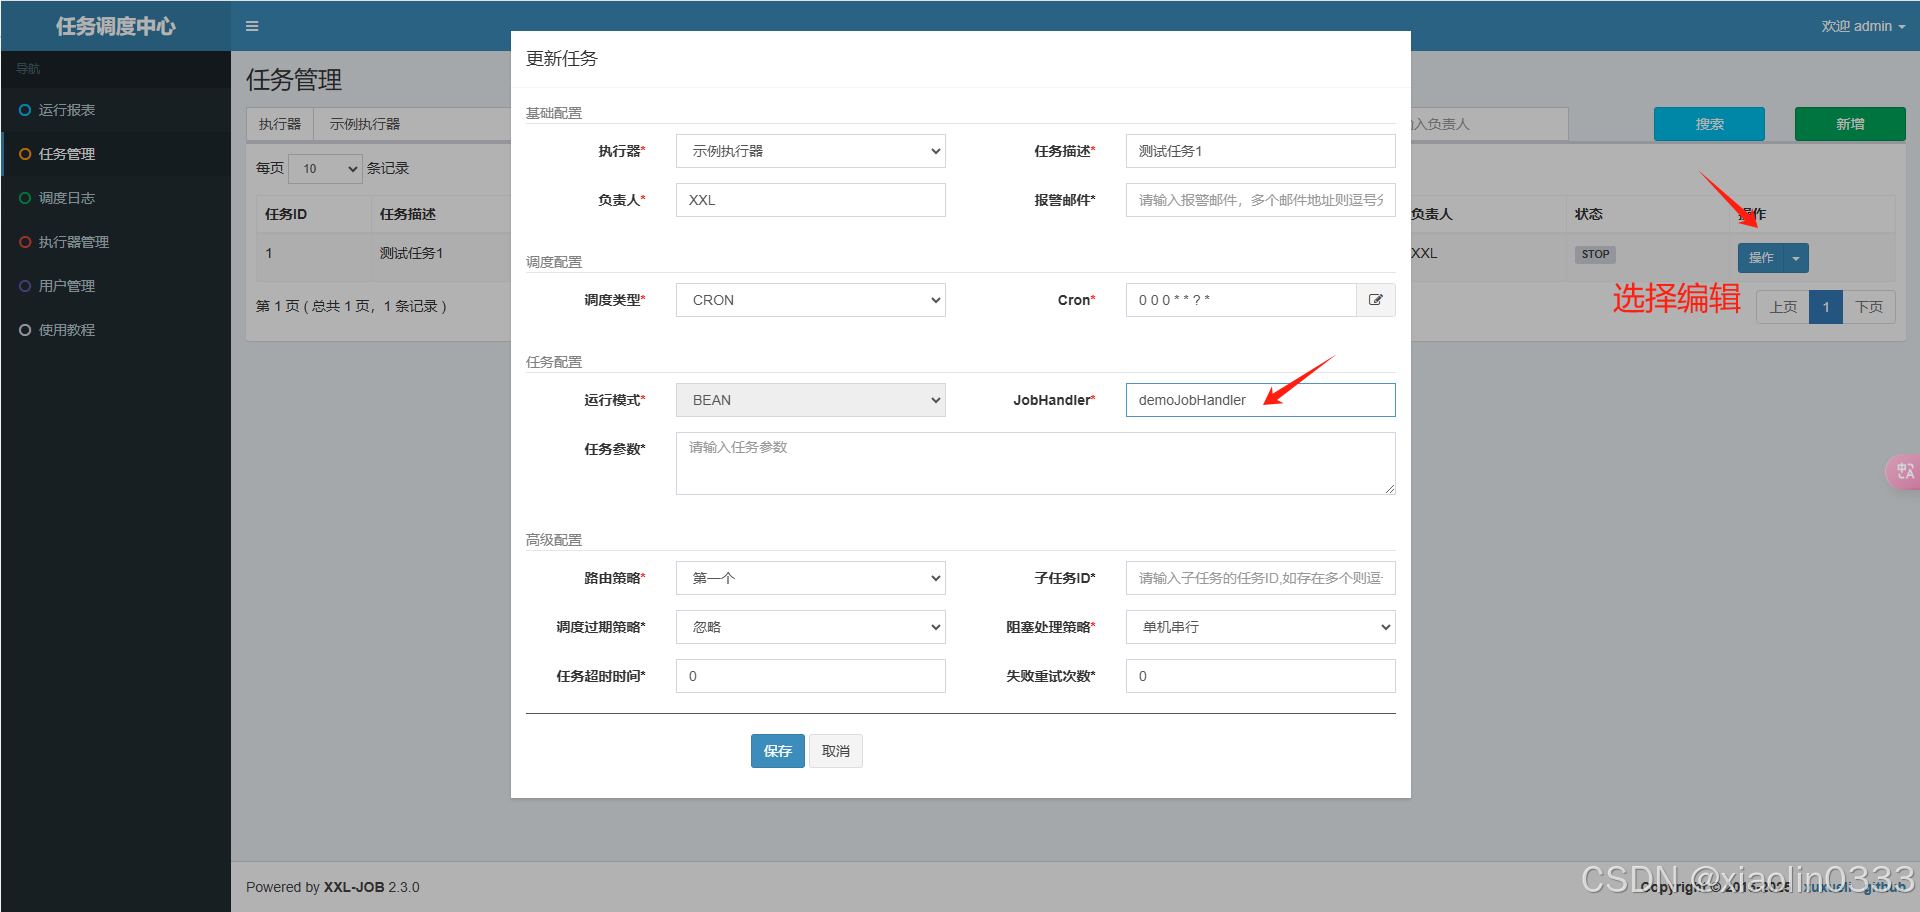 任务调度中心
欢迎 admin
导航
运行报表
任务管理
调度日志
执行器管理
用户管理
使用教程
任务管理
执行器 示例执行器
入负责人 搜索 新增
每页 10 条记录
任务ID 任务描述 负责人 状态 操作
1 测试任务1 XXL STOP 操作
第 1 页 ( 总共 1 页，1 条记录 )
上页 1 下页
选择编辑
更新任务
基础配置
执行器* 示例执行器 任务描述* 测试任务1
负责人* XXL 报警邮件* 请输入报警邮件，多个邮件地址则逗号分
调度配置
调度类型* CRON Cron* 0 0 0 * * ? *
任务配置
运行模式* BEAN JobHandler* demoJobHandler
任务参数* 请输入任务参数
高级配置
路由策略* 第一个 子任务ID* 请输入子任务的任务ID,如存在多个则逗
调度过期策略* 忽略 阻塞处理策略* 单机串行
任务超时时间* 0 失败重试次数* 0
保存 取消
Powered by XXL-JOB 2.3.0
Copyright © 2015-2025 xuxueli github
CSDN @xiaolin0333